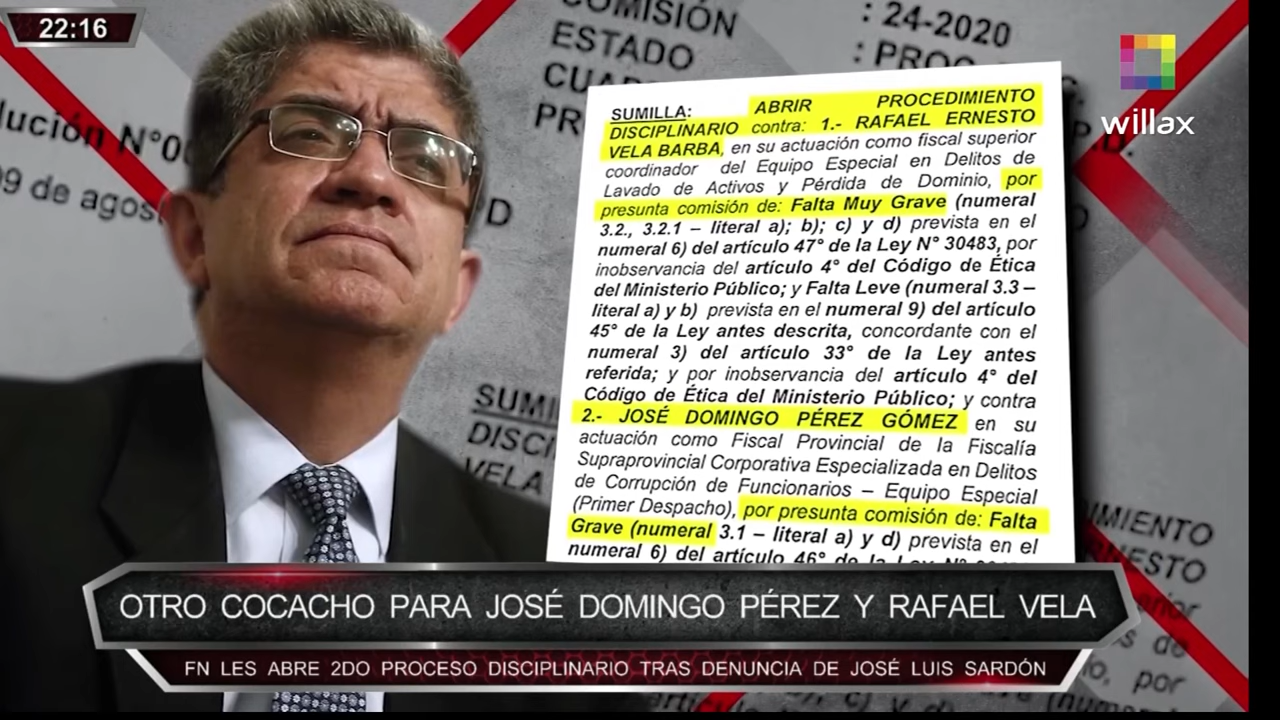 22:16
COMISIÓN : 24-2020
ESTADO
willax
SUMILLA: ABRIR PROCEDIMIENTO
DISCIPLINARIO contra: 1.- RAFAEL ERNESTO
VELA BARBA, en su actuación como fiscal superior
coordinador del Equipo Especial en Delitos de
Lavado de Activos y Pérdida de Dominio, por
presunta comisión de: Falta Muy Grave (numeral
3.2., 3.2.1 – literal a); b); c) y d) prevista en el
numeral 6) del artículo 47° de la Ley N° 30483, por
inobservancia del artículo 4° del Código de Ética
del Ministerio Público; y Falta Leve (numeral 3.3 –
literal a) y b) prevista en el numeral 9) del artículo
45° de la Ley antes descrita, concordante con el
numeral 3) del artículo 33° de la Ley antes
referida; y por inobservancia del artículo 4° del
Código de Ética del Ministerio Público; y contra
2.- JOSÉ DOMINGO PÉREZ GÓMEZ en su
actuación como Fiscal Provincial de la Fiscalía
Supraprovincial Corporativa Especializada en Delitos
de Corrupción de Funcionarios – Equipo Especial
(Primer Despacho), por presunta comisión de: Falta
Grave (numeral 3.1 – literal a) y d) prevista en el
numeral 6) del artículo 46° de la Ley
OTRO COCACHO PARA JOSÉ DOMINGO PÉREZ Y RAFAEL VELA
FN LES ABRE 2DO PROCESO DISCIPLINARIO TRAS DENUNCIA DE JOSÉ LUIS SARDÓN